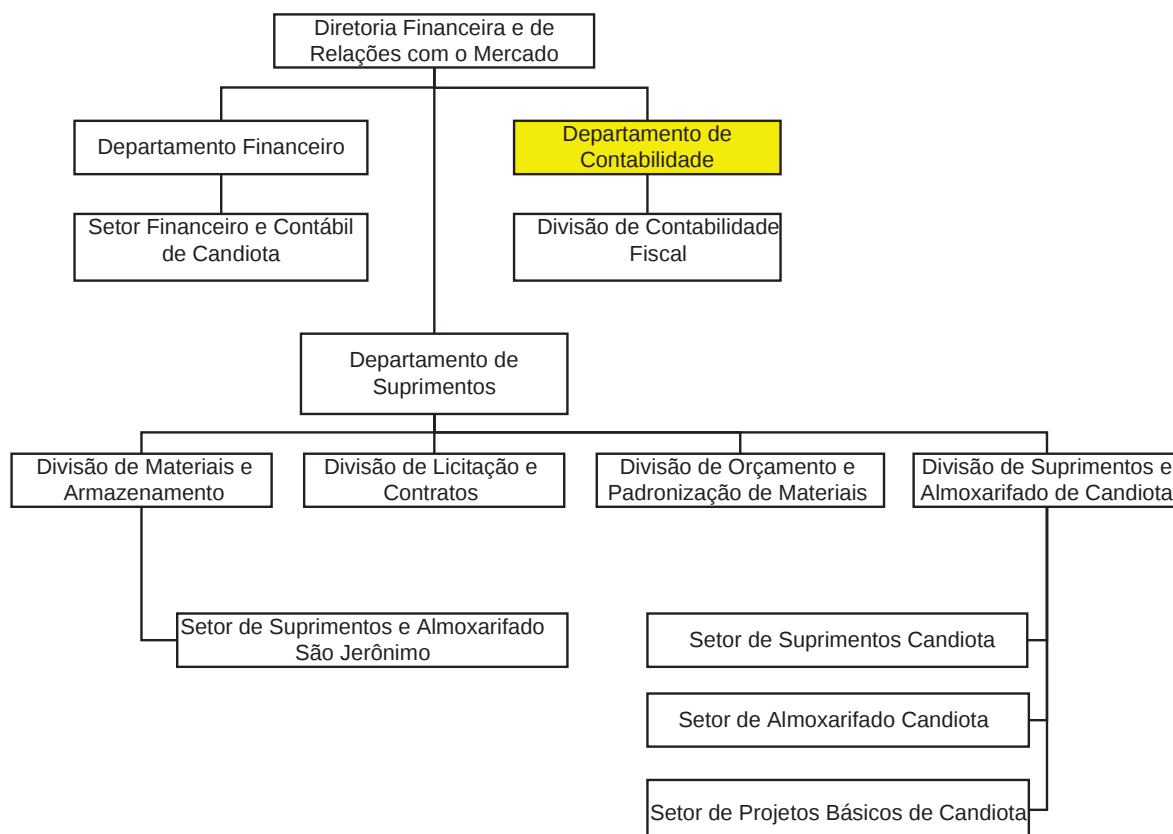 Diretoria Financeira e de
Relações com o Mercado
Departamento Financeiro
Departamento de
Contabilidade
Setor Financeiro e Contábil
de Candiota
Divisão de Contabilidade
Fiscal
Departamento de
Suprimentos
Divisão de Materiais e
Armazenamento
Divisão de Licitação e
Contratos
Divisão de Orçamento e
Padronização de Materiais
Divisão de Suprimentos e
Almoxarifado de Candiota
Setor de Suprimentos e Almoxarifado
São Jerônimo
Setor de Suprimentos Candiota
Setor de Almoxarifado Candiota
Setor de Projetos Básicos de Candiota